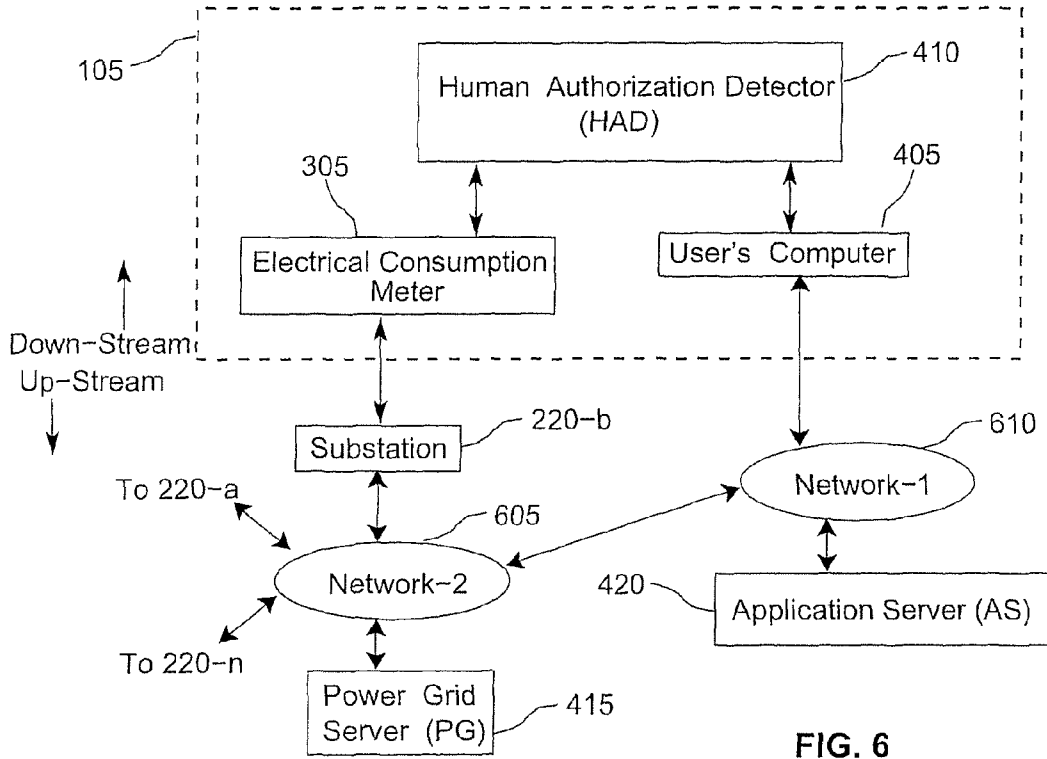 105
410
Human Authorization Detector
(HAD)
305
405
Electrical Consumption
Meter
User's Computer
Down-Stream
Up-Stream
Substation
220-b
610
Network-1
To 220-a
605
Network-2
420
Application Server (AS)
To 220-n
Power Grid
Server (PG)
415
FIG. 6